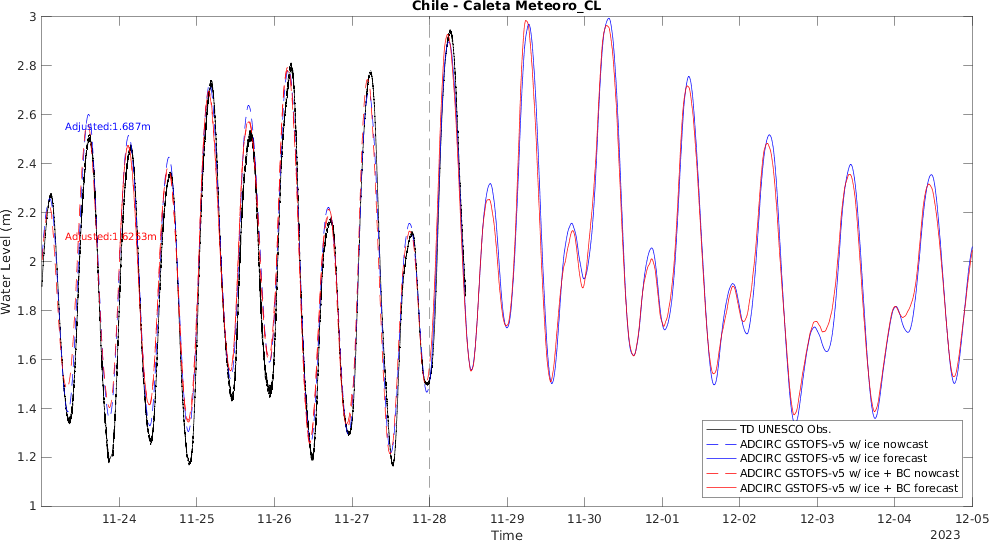 Chile - Caleta Meteoro_CL
3
2.8
2.6
2.4
2.2
2
1.8
1.6
1.4
1.2
1
Water Level (m)
Adjusted:1.687m
Adjusted:1.6263m
TD UNESCO Obs.
ADCIRC GSTOFS-v5 w/ ice nowcast
ADCIRC GSTOFS-v5 w/ ice forecast
ADCIRC GSTOFS-v5 w/ ice + BC nowcast
ADCIRC GSTOFS-v5 w/ ice + BC forecast
11-24 11-25 11-26 11-27 11-28 11-29 11-30 12-01 12-02 12-03 12-04 12-05
Time
2023